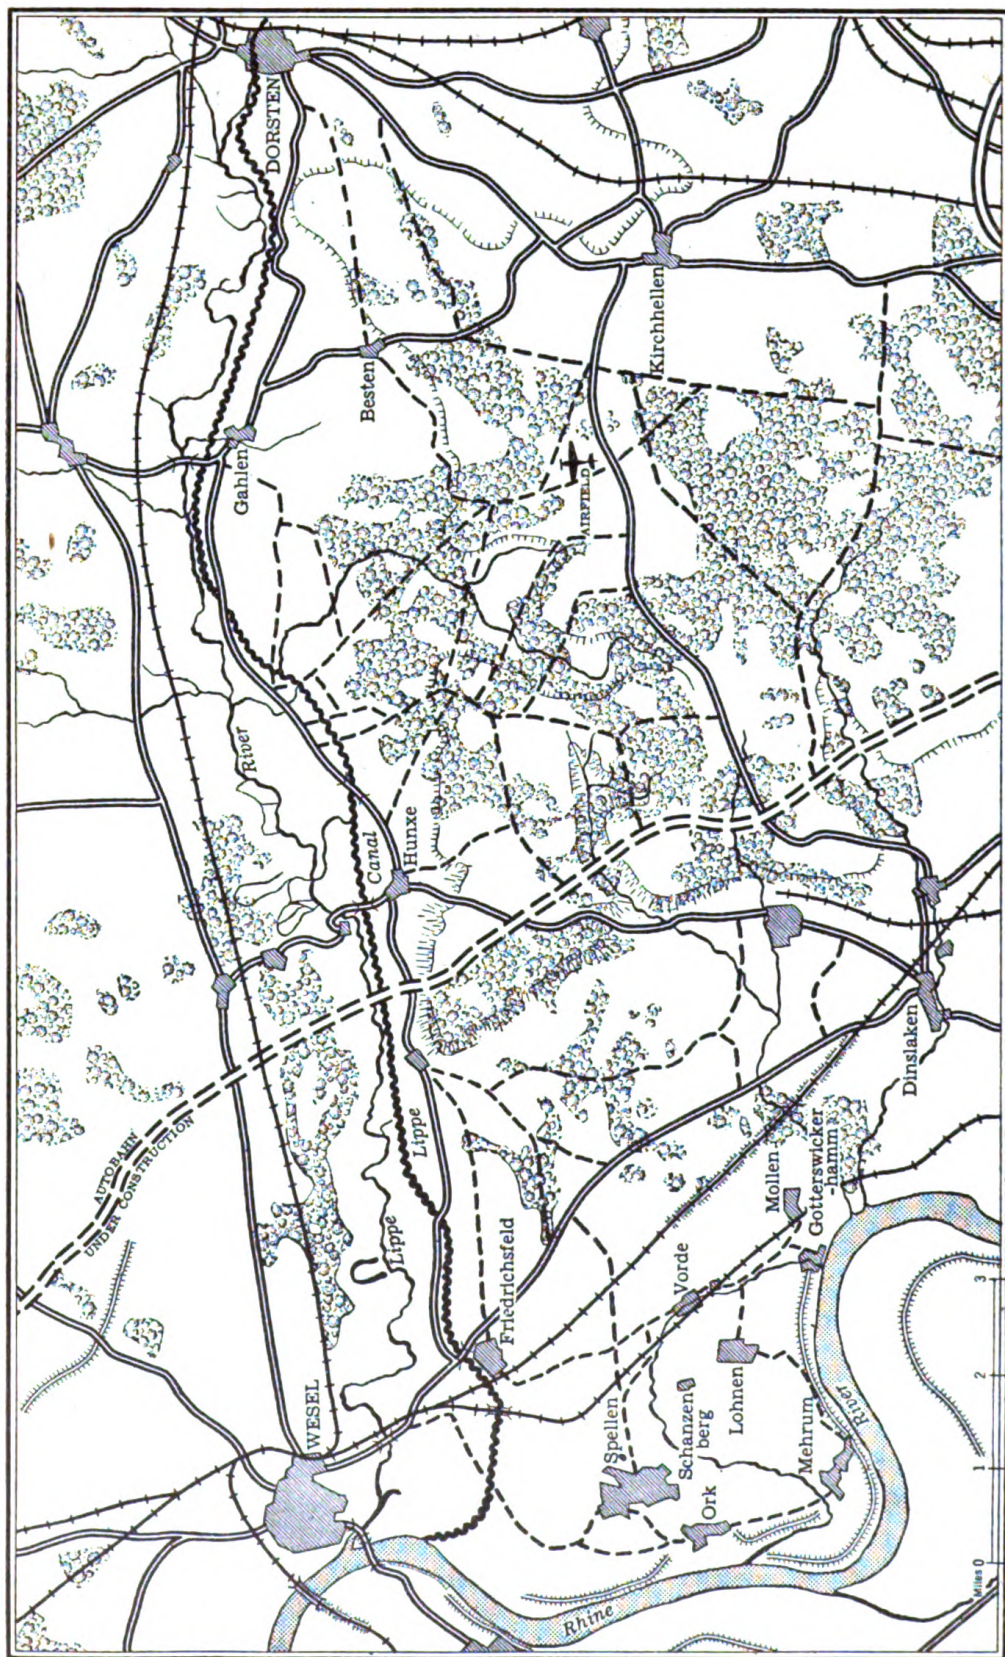 AUTOBAHN
UNDER CONSTRUCTION
WESEL
Lippe
Lippe
River
Canal
Hunxe
Gahlen
DORSTEN
Besten
AIRFIELD
Kirchhellen
Friedrichsfeld
Spellen
Schanzen
berg
Ork
Vorde
Lohnen
Mehrum
Mollen
Gotterswicker
-hamm
Dinslaken
Rhine
River
Miles 0 1 2 3